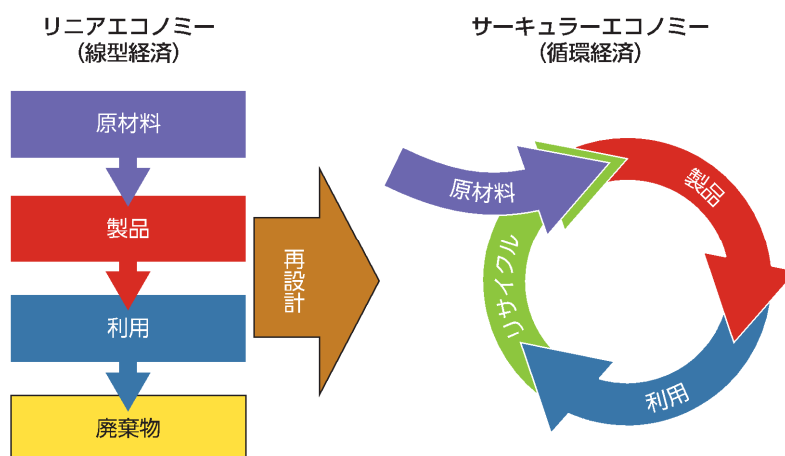 リニアエコノミー
（線型経済）
原材料
製品
利用
廃棄物
再設計
サーキュラーエコノミー
（循環経済）
原材料
製品
利用
リサイクル